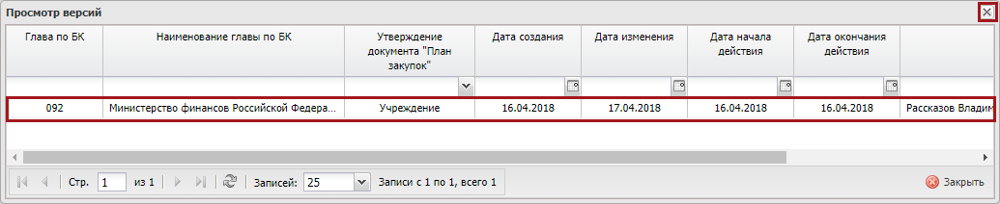 Просмотр версий
Глава по БК Наименование главы по БК Утверждение документа "План закупок" Дата создания Дата изменения Дата начала действия Дата окончания действия
092 Министерство финансов Российской Федера... Учреждение 16.04.2018 17.04.2018 16.04.2018 16.04.2018 Рассказов Владим
Стр. 1 из 1 Записей: 25 Записи с 1 по 1, всего 1 Закрыть